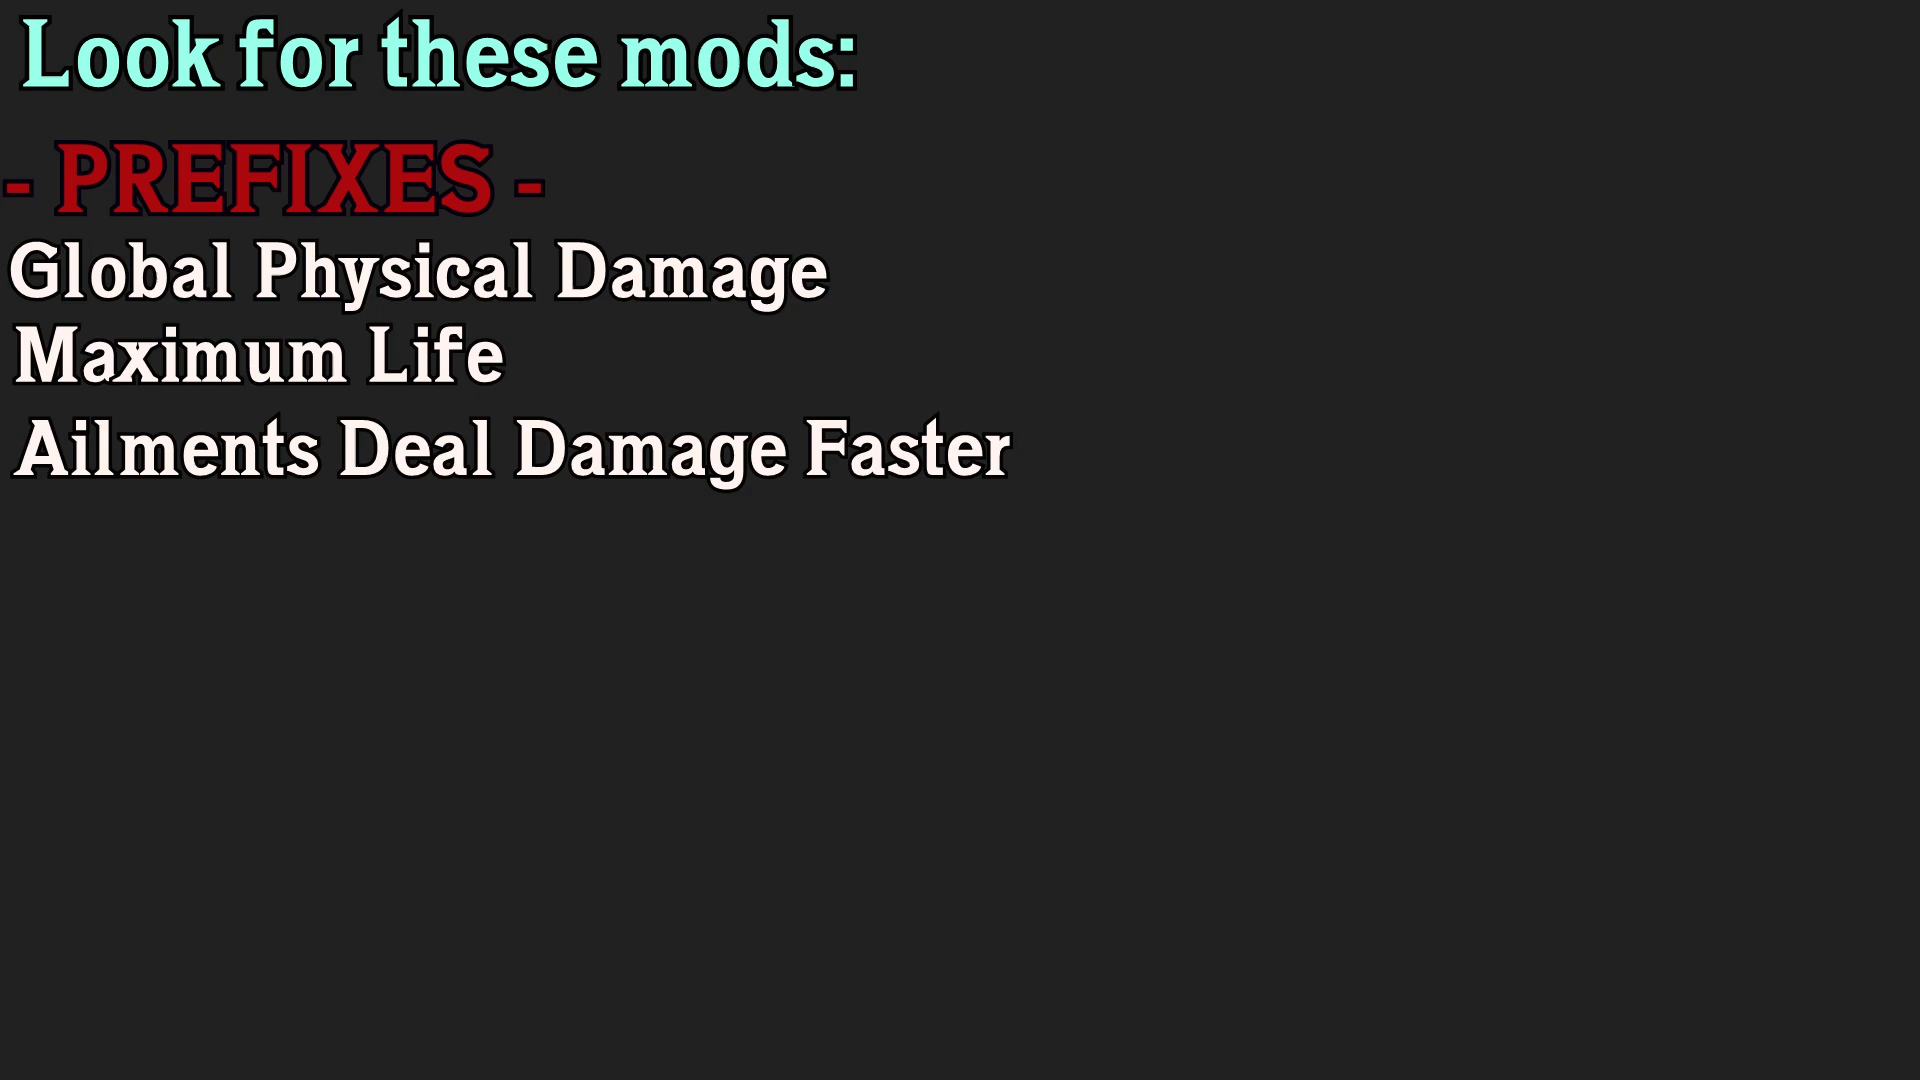 Look for these mods:
- PREFIXES -
Global Physical Damage
Maximum Life
Ailments Deal Damage Faster